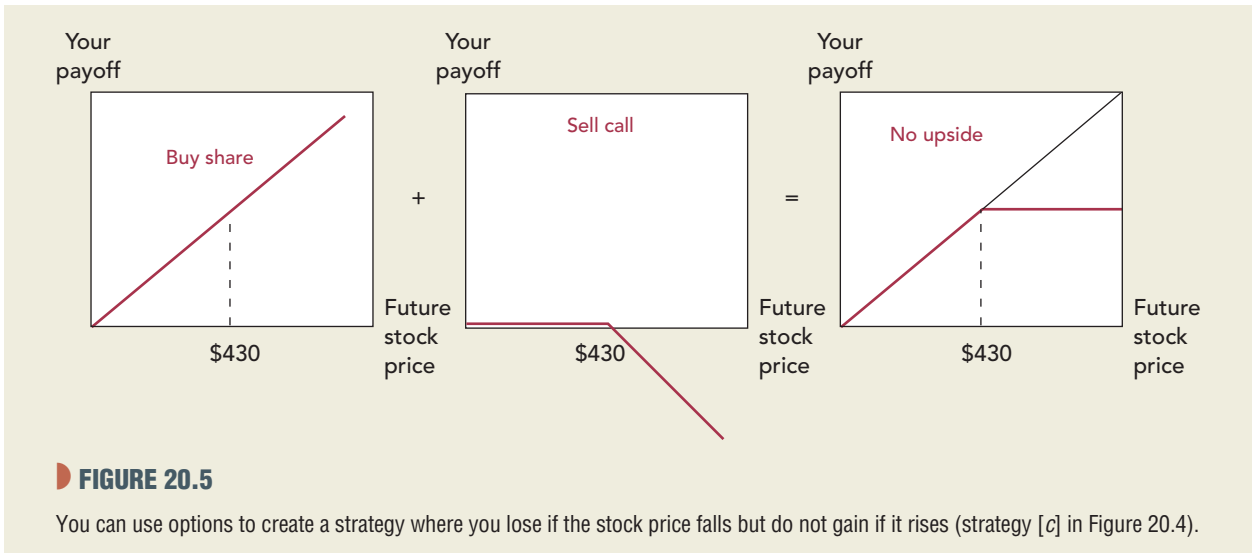 Your
payoff
Buy share
$430
Future
stock
price
+
Your
payoff
Sell call
$430
Future
stock
price
=
Your
payoff
No upside
$430
Future
stock
price
FIGURE 20.5
You can use options to create a strategy where you lose if the stock price falls but do not gain if it rises (strategy [c] in Figure 20.4).